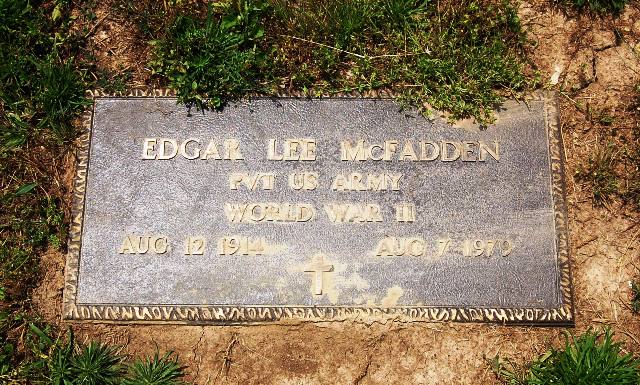 EDGAR LEE McFADDEN
PVT US ARMY
WORLD WAR II
AUG 12 1914 AUG 7 1979